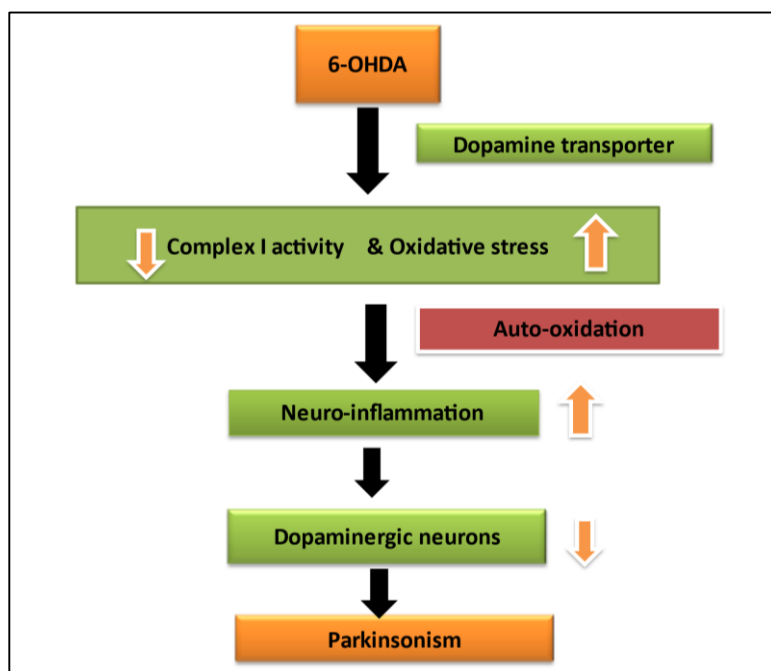 6-OHDA
Dopamine transporter
Complex I activity & Oxidative stress
Auto-oxidation
Neuro-inflammation
Dopaminergic neurons
Parkinsonism